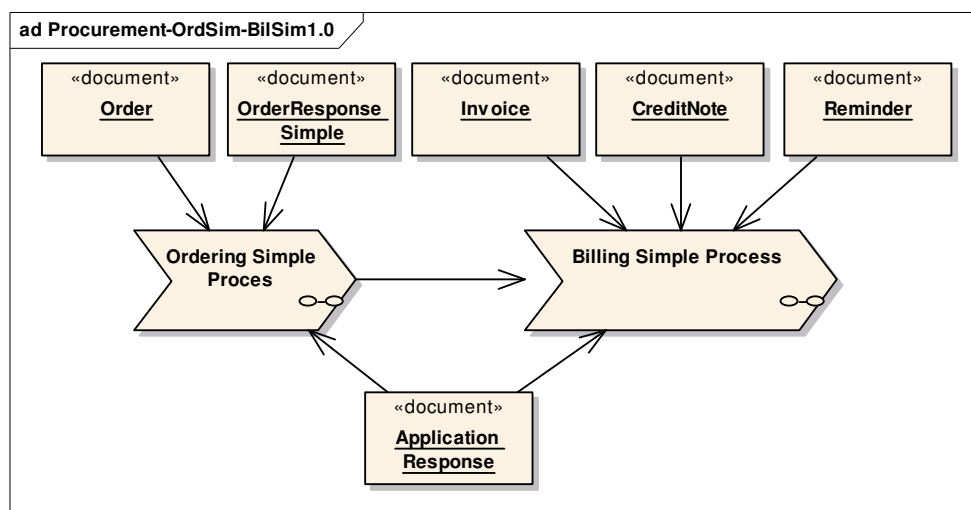 ad Procurement-OrdSim-BilSim1.0
«document»
Order
«document»
OrderResponse
Simple
«document»
Invoice
«document»
CreditNote
«document»
Reminder
Ordering Simple
Proces
Billing Simple Process
«document»
Application
Response